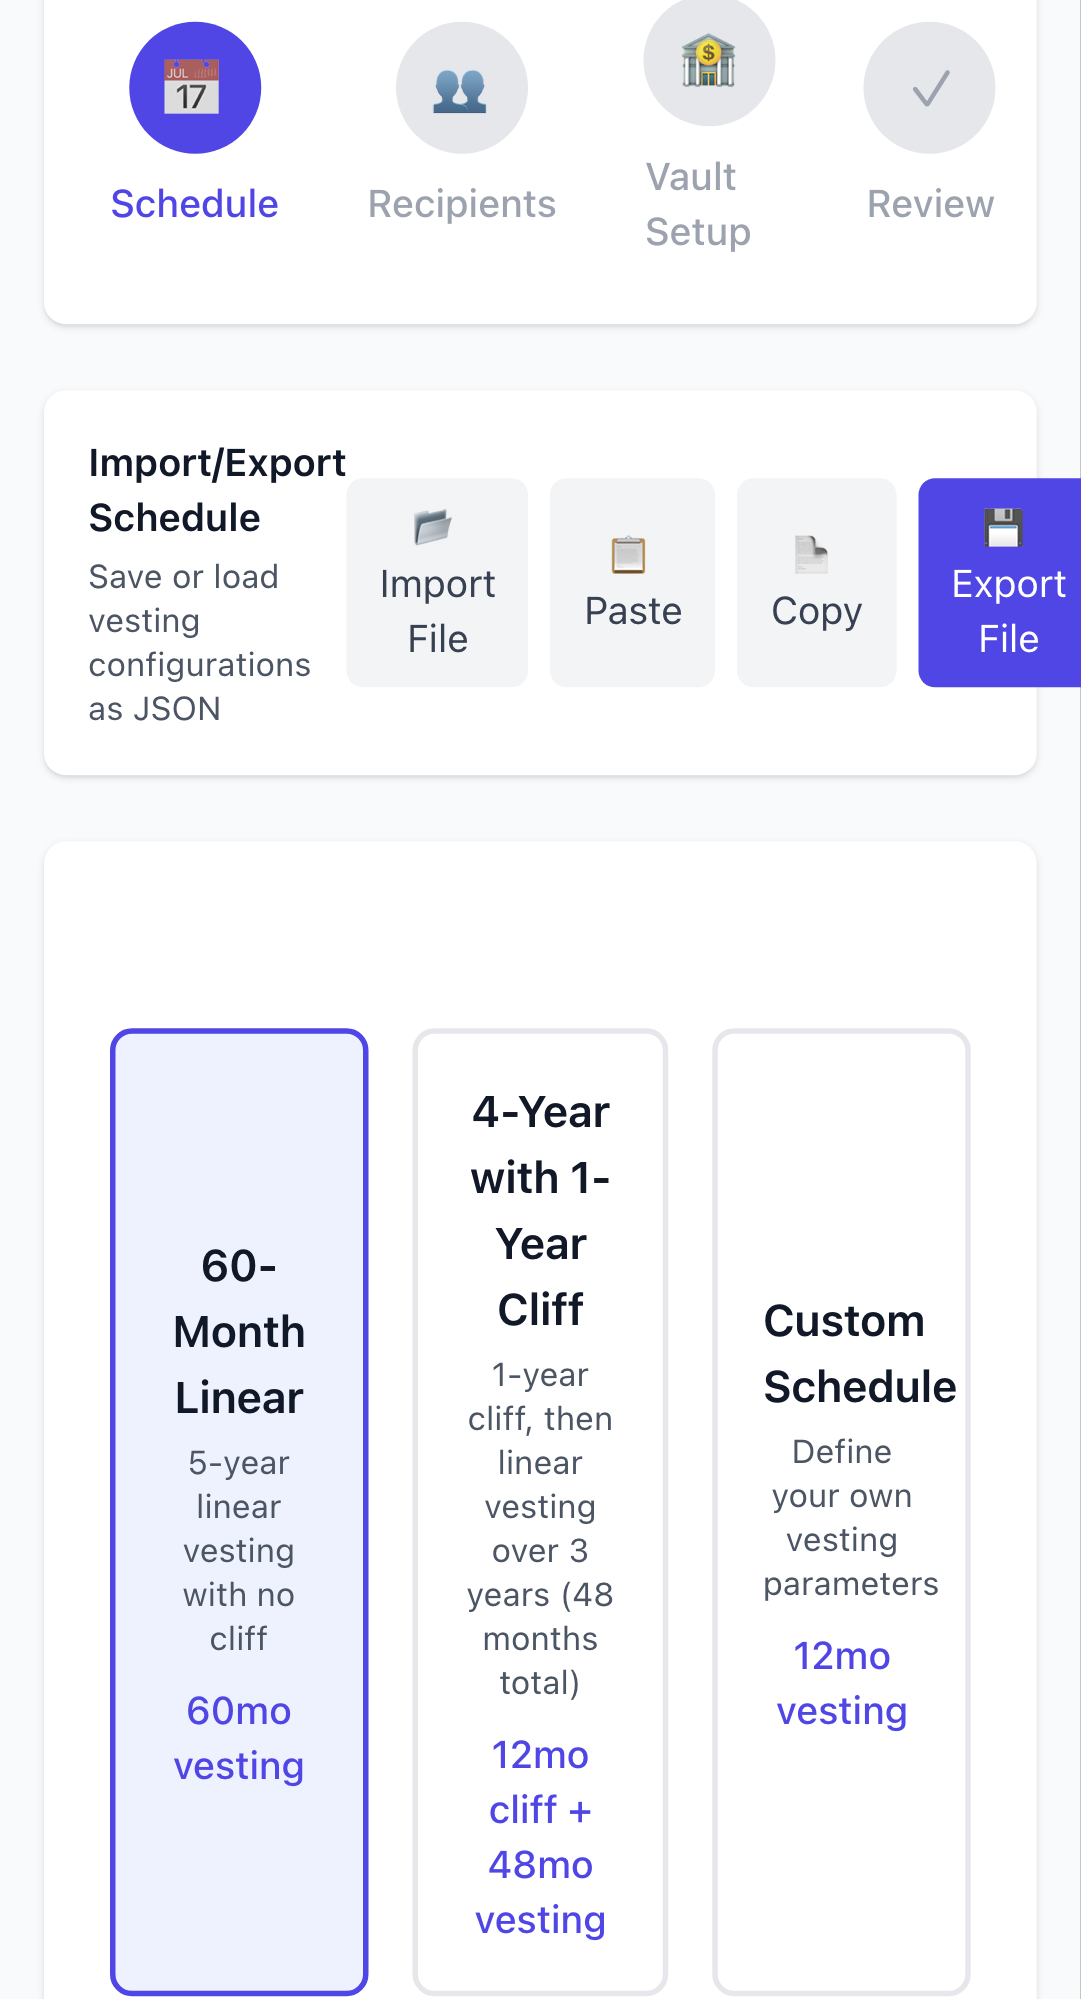 JUL
17
Schedule
Recipients
$
Vault
Setup
Review
Import/Export
Schedule
Save or load
vesting
configurations
as JSON
Import
File
Paste
Copy
Export
File
60-
Month
Linear
5-year
linear
vesting
with no
cliff
60mo
vesting
4-Year
with 1-
Year
Cliff
1-year
cliff, then
linear
vesting
over 3
years (48
months
total)
12mo
cliff +
48mo
vesting
Custom
Schedule
Define
your own
vesting
parameters
12mo
vesting